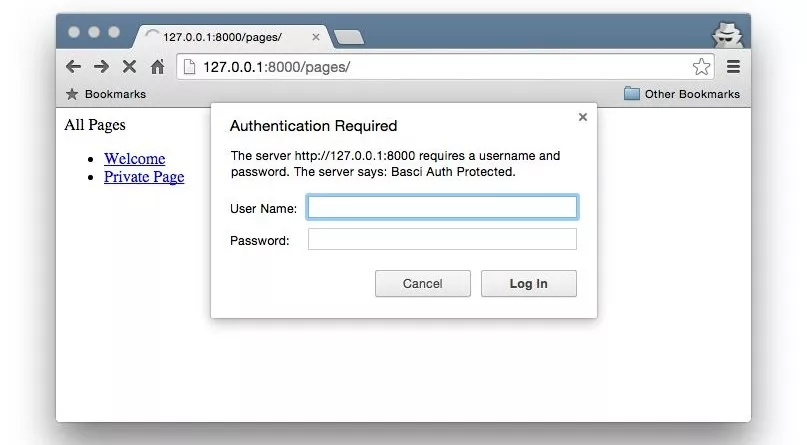 127.0.0.1:8000/pages/
127.0.0.1:8000/pages/
Bookmarks
Other Bookmarks
All Pages
Welcome
Private Page
Authentication Required
The server http://127.0.0.1:8000 requires a username and
password. The server says: Basci Auth Protected.
User Name:
Password:
Cancel
Log In